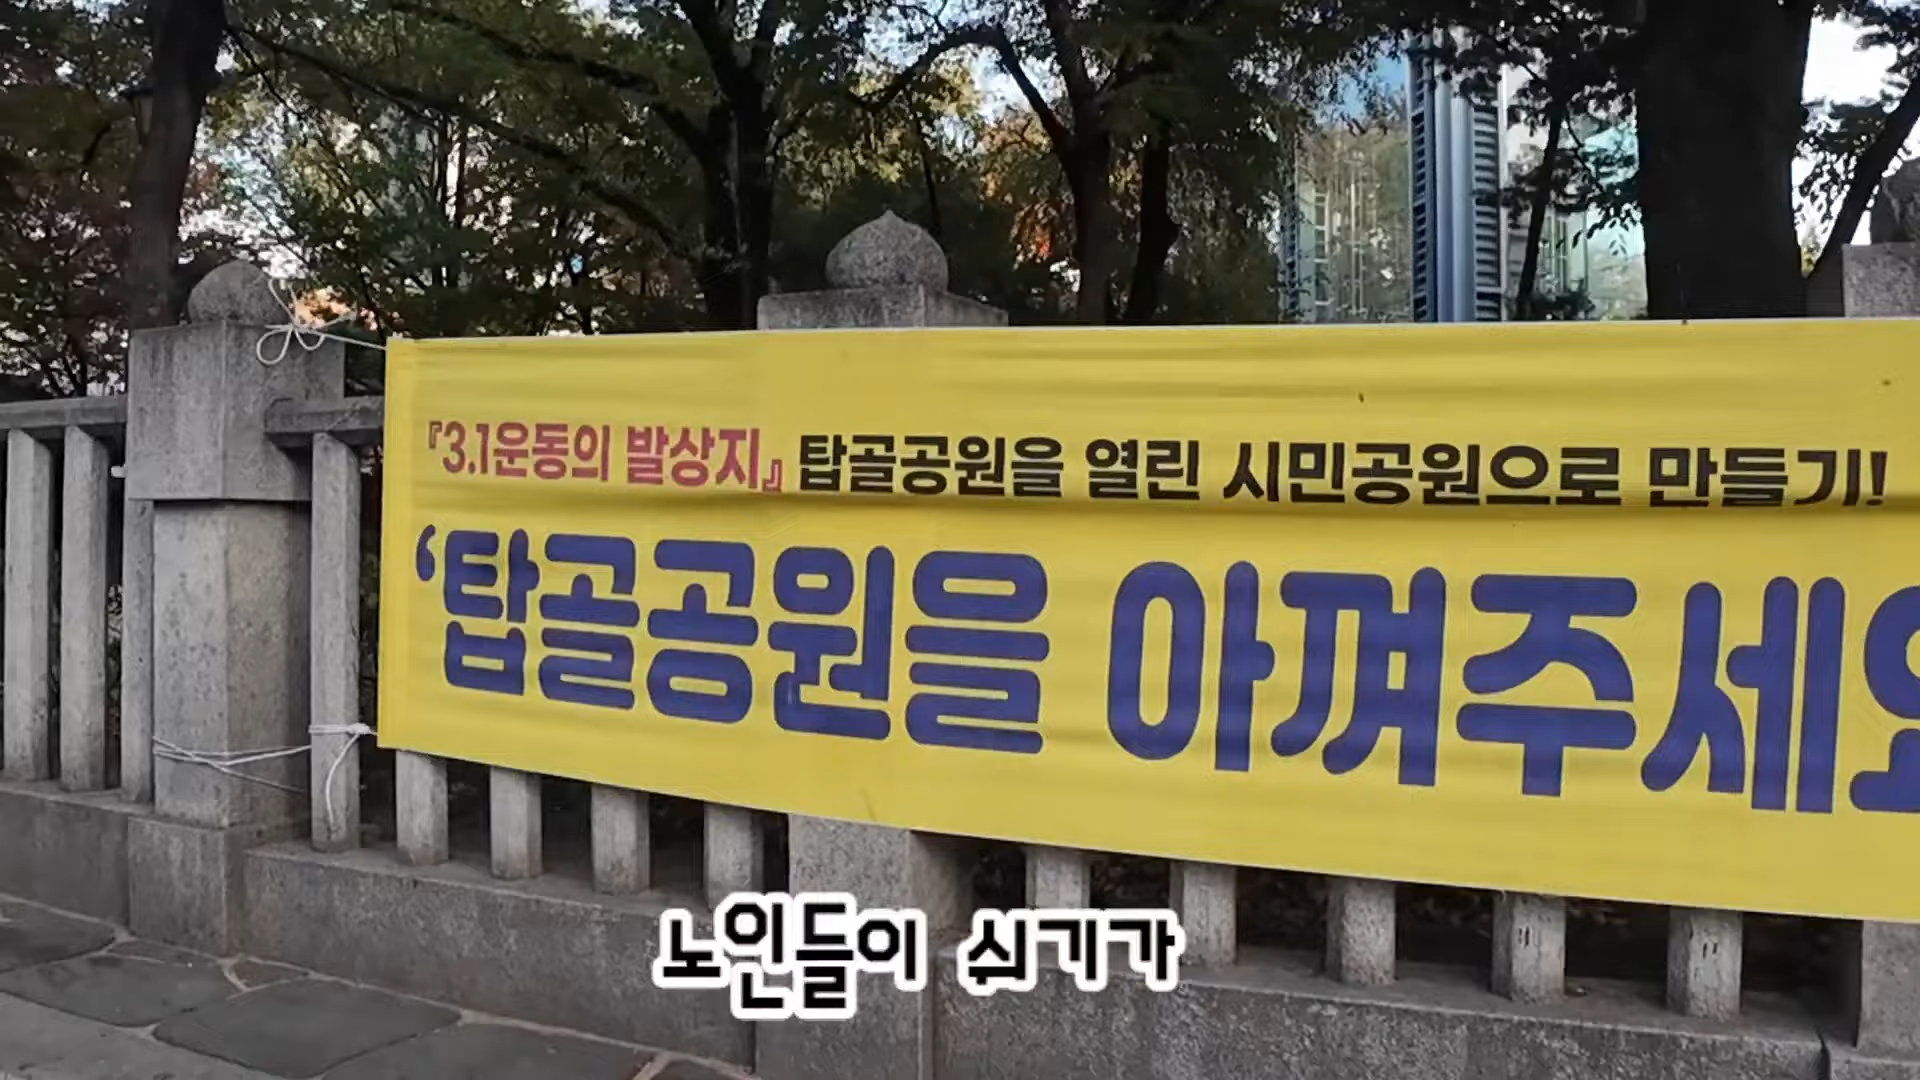 『3.1운동의 발상지』 탑골공원을 열린 시민공원으로 만들기!
‘탑골공원을 아껴주세요
노인들이 쉼기가